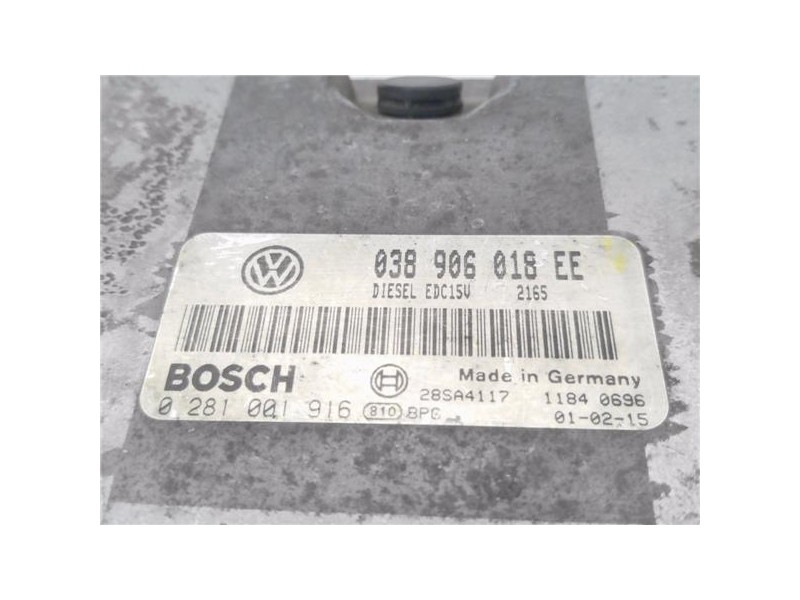 038 906 018 EE
DIESEL EDC15V 2165
BOSCH
Made in Germany
28SA4117 1184 0696
0 281 001 916 810 BPC 01-02-15